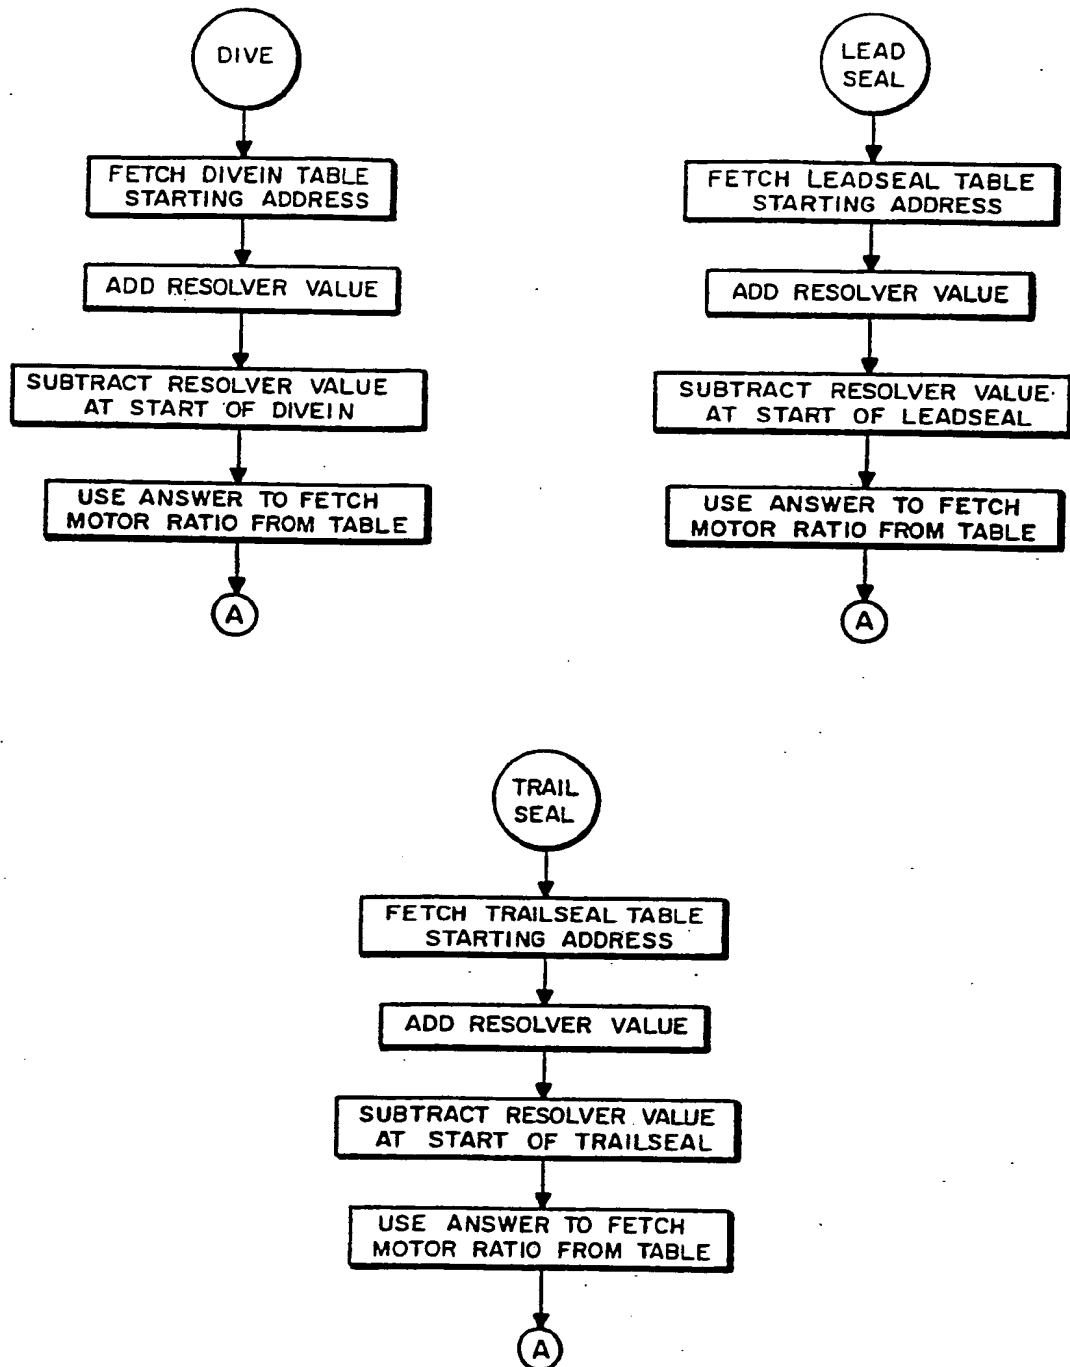 DIVE
FETCH DIVEIN TABLE
STARTING ADDRESS
ADD RESOLVER VALUE
SUBTRACT RESOLVER VALUE
AT START OF DIVEIN
USE ANSWER TO FETCH
MOTOR RATIO FROM TABLE
A
LEAD
SEAL
FETCH LEADSEAL TABLE
STARTING ADDRESS
ADD RESOLVER VALUE
SUBTRACT RESOLVER VALUE
AT START OF LEADSEAL
USE ANSWER TO FETCH
MOTOR RATIO FROM TABLE
A
TRAIL
SEAL
FETCH TRAILSEAL TABLE
STARTING ADDRESS
ADD RESOLVER VALUE
SUBTRACT RESOLVER VALUE
AT START OF TRAILSEAL
USE ANSWER TO FETCH
MOTOR RATIO FROM TABLE
A